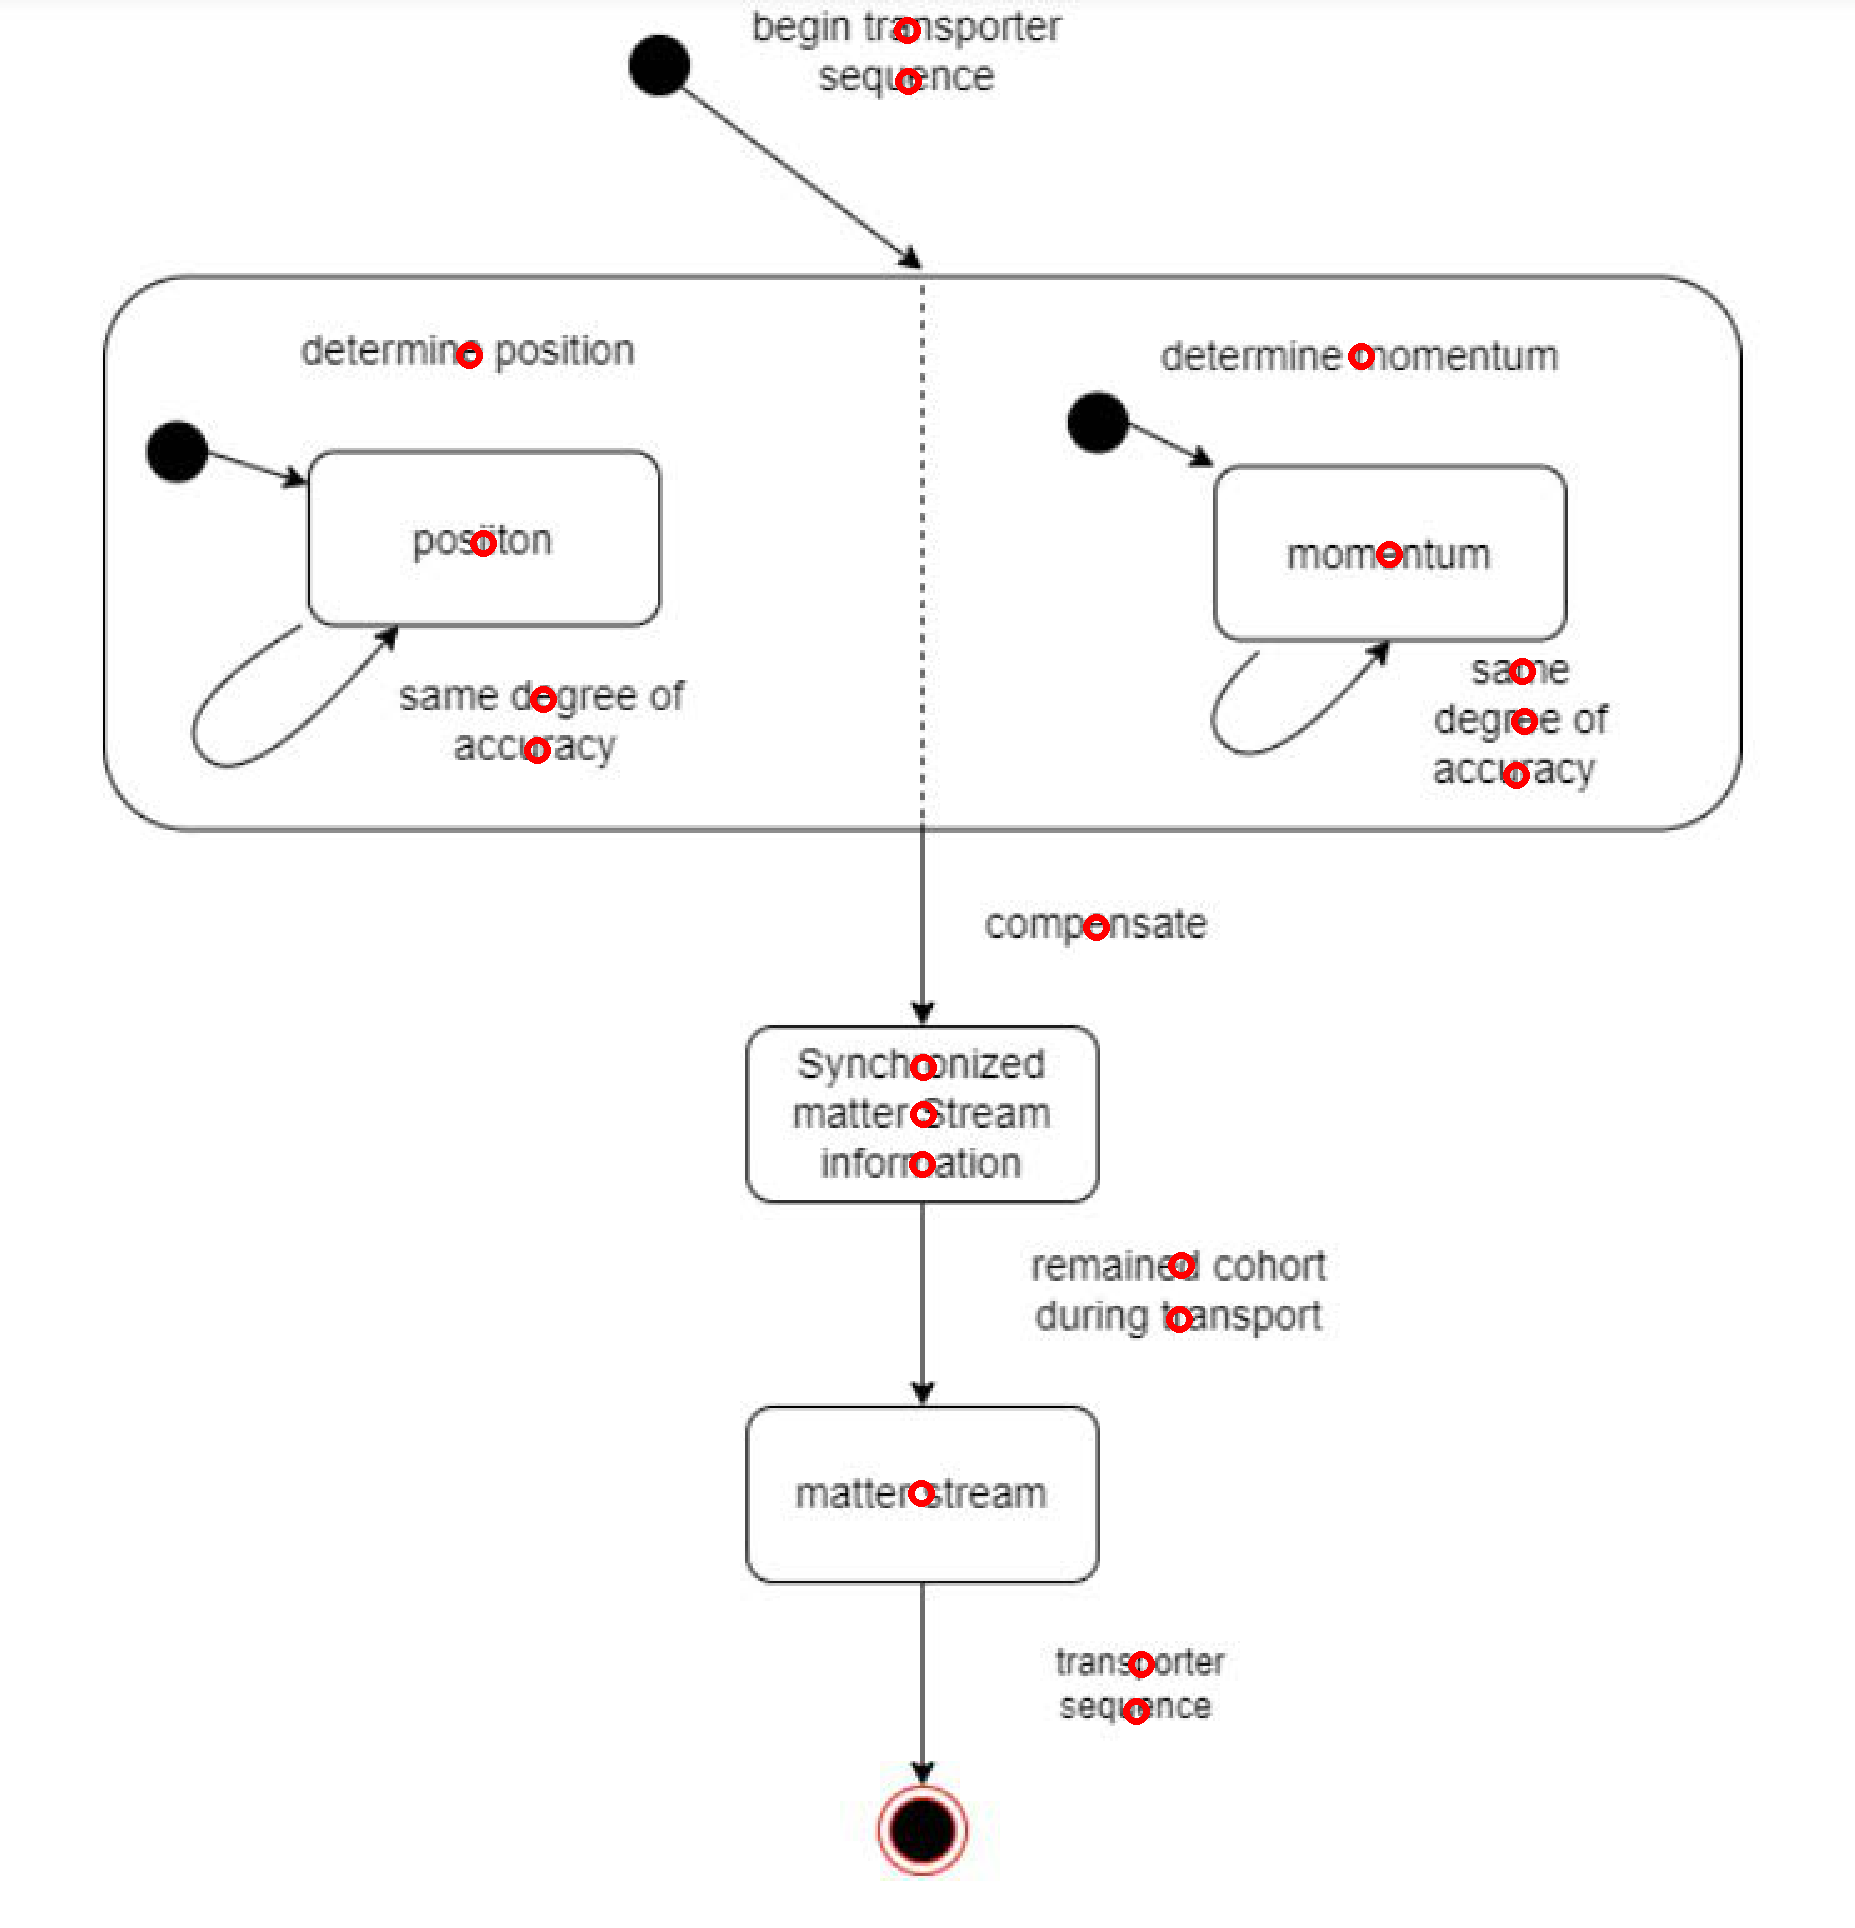 begin transporter
sequence
determine position
determine momentum
posiiton
momentum
same degree of
accuracy
same
degree of
accuracy
compensate
Synchronized
matter Stream
information
remained cohort
during transport
matter stream
transporter
sequence